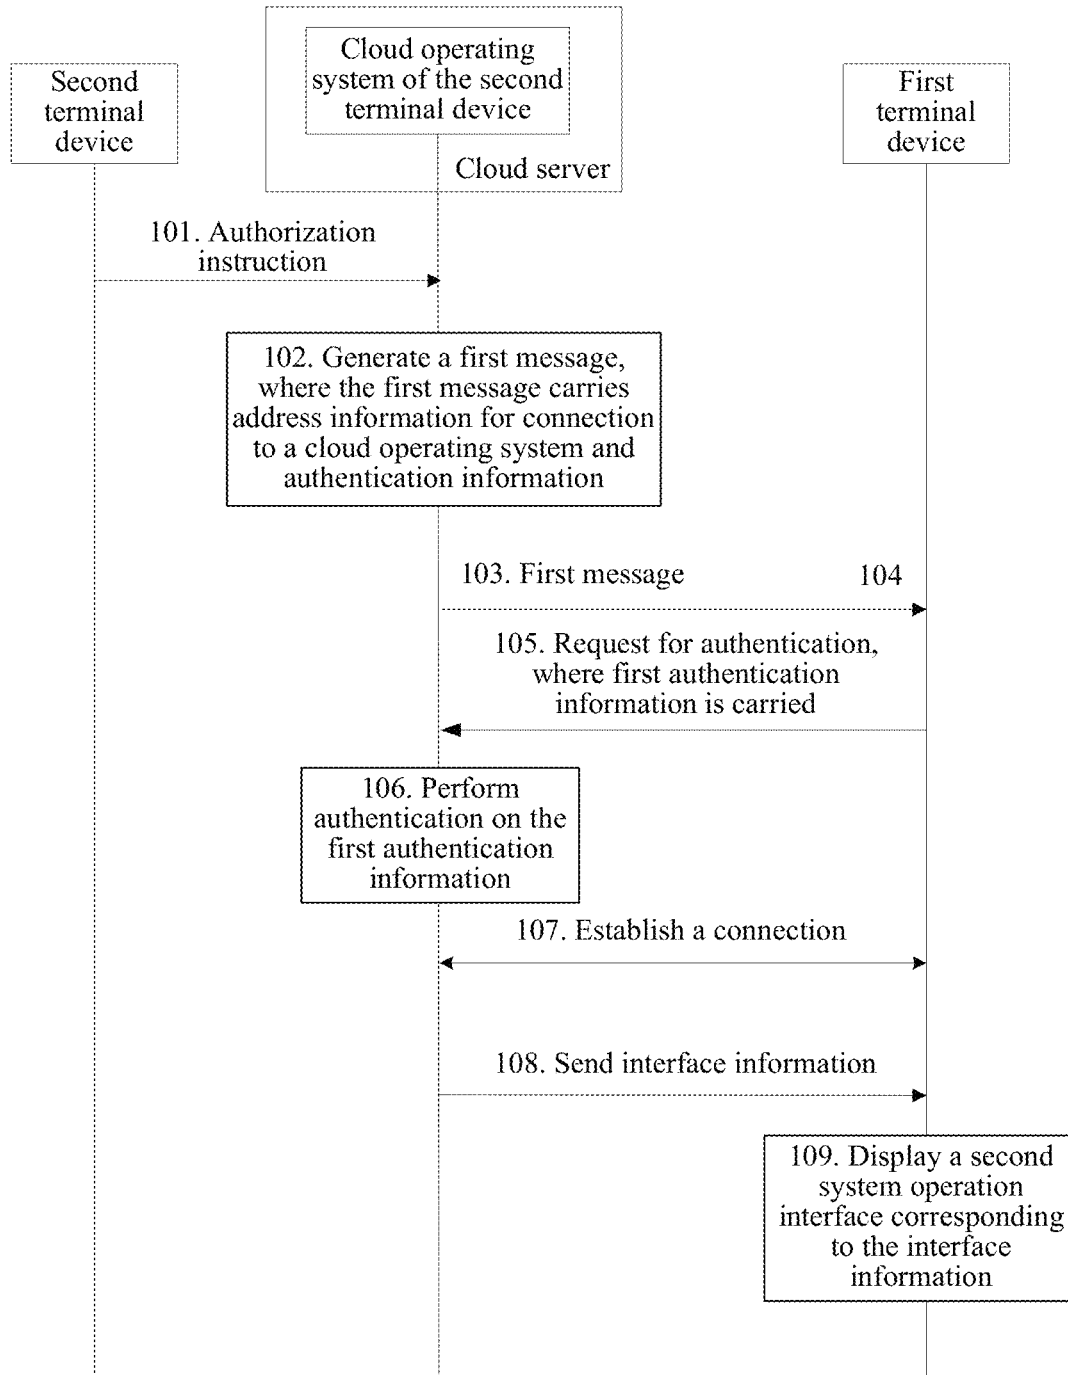 Second
terminal
device
Cloud operating
system of the second
terminal device
Cloud server
First
terminal
device
101. Authorization
instruction
102. Generate a first message,
where the first message carries
address information for connection
to a cloud operating system and
authentication information
103. First message
104
105. Request for authentication,
where first authentication
information is carried
106. Perform
authentication on the
first authentication
information
107. Establish a connection
108. Send interface information
109. Display a second
system operation
interface corresponding
to the interface
information